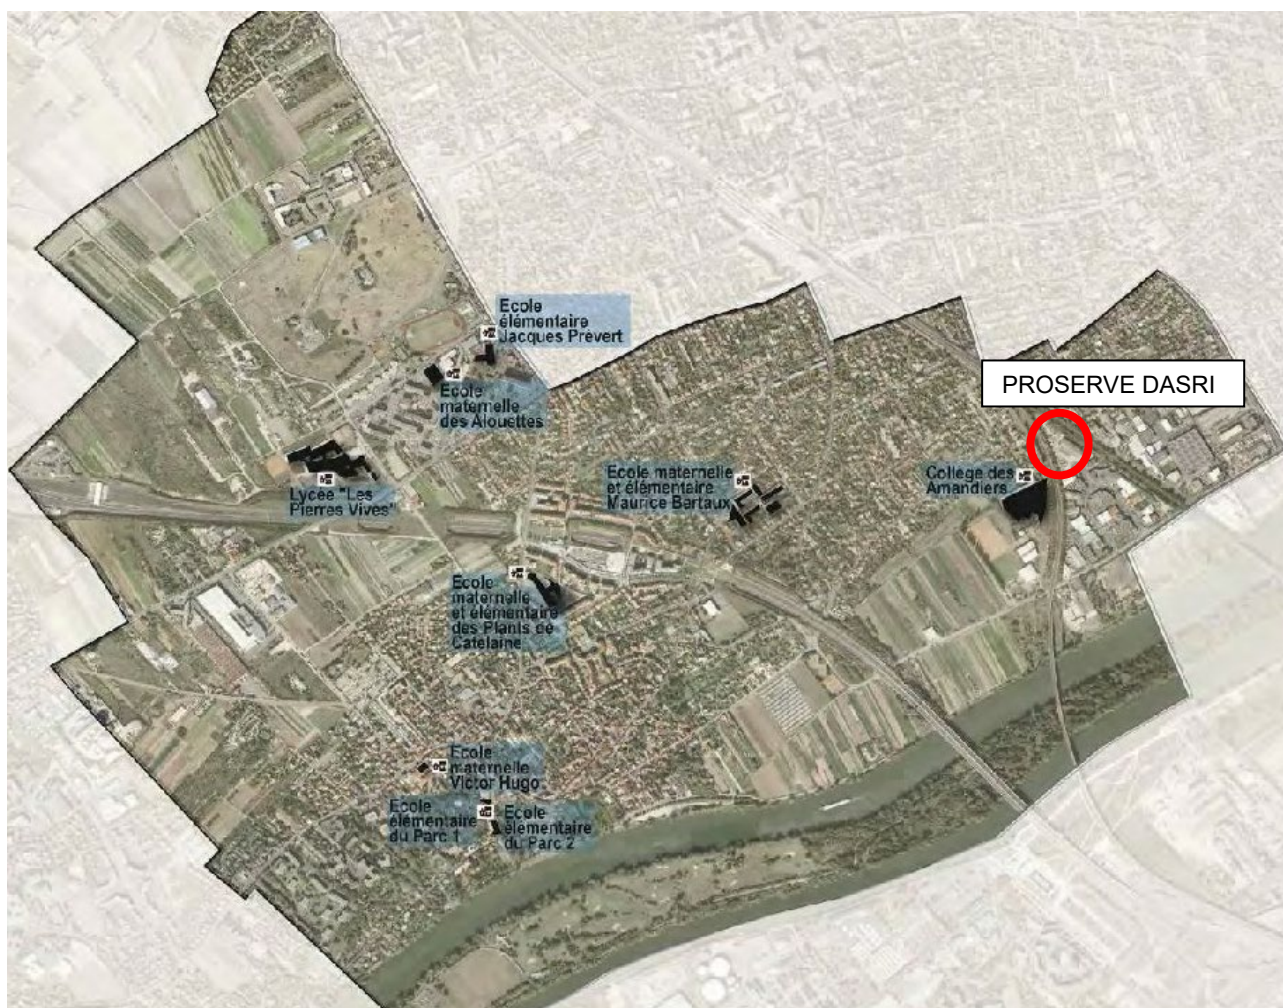 Ecole
élémentaire
Jacques Prévert
PROSERVE DASRI
Ecole
maternelle
des Alouettes
Lycée "Les
Pierres Vives"
Ecole maternelle
et élémentaire
Maurice Bertaux
Collège des
Amandiers
Ecole
maternelle
et élémentaire
des Plants de
Catelaine
Ecole
maternelle
Victor Hugo
Ecole
élémentaire
du Parc 1
Ecole
élémentaire
du Parc 2